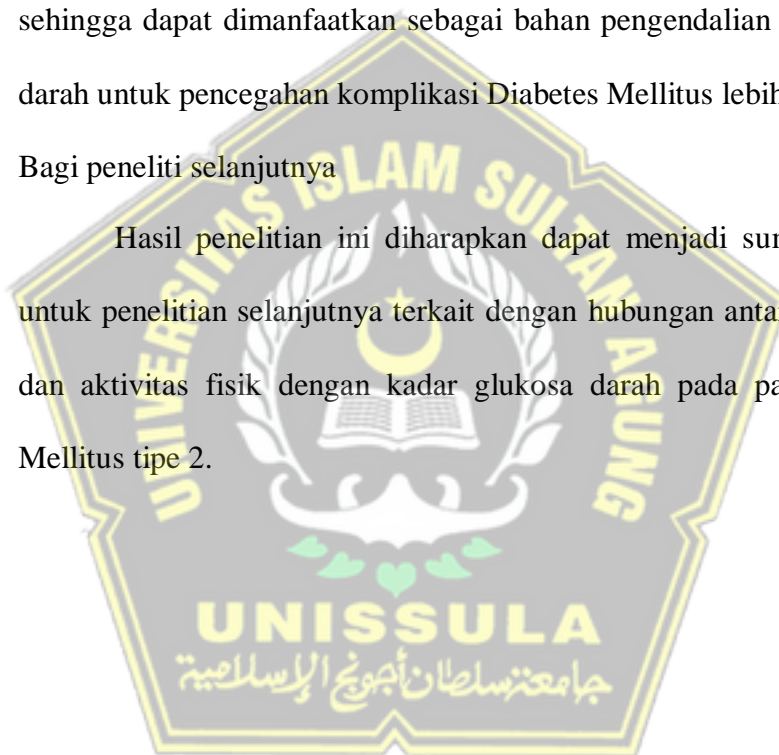 sehingga dapat dimanfaatkan sebagai bahan pengendalian
darah untuk pencegahan komplikasi Diabetes Mellitus lebih
Bagi peneliti selanjutnya
Hasil penelitian ini diharapkan dapat menjadi sum
untuk penelitian selanjutnya terkait dengan hubungan anta
dan aktivitas fisik dengan kadar glukosa darah pada pa
Mellitus tipe 2.
UNIVERSITAS ISLAM SULTAN AGUNG
UNISSULA
جامعتنسلطان أجونج الإسلامية